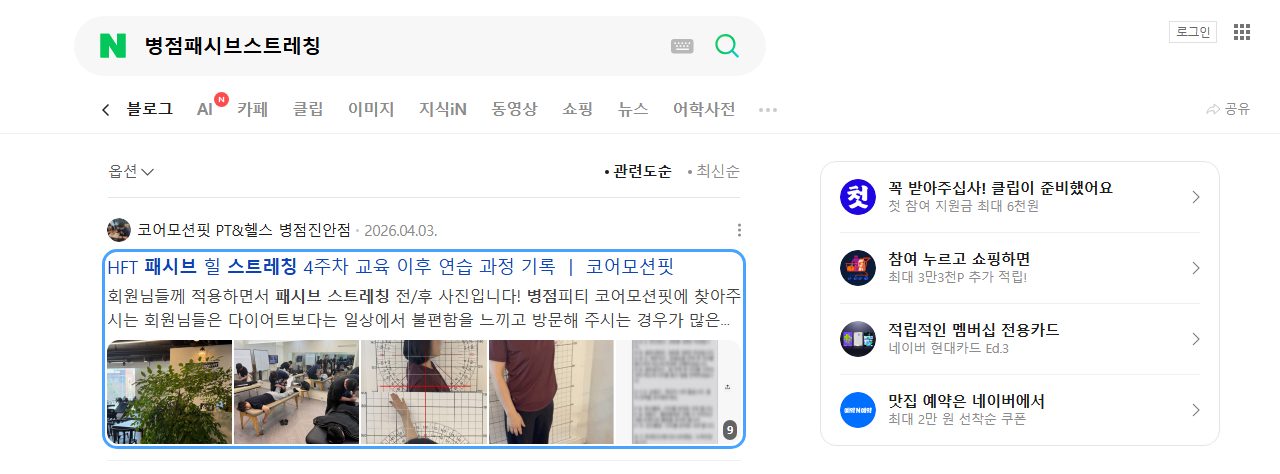 N 병점패시브스트레칭
로그인
블로그 AI N 카페 클립 이미지 지식iN 동영상 쇼핑 뉴스 어학사전
공유
옵션
• 관련도순 • 최신순
코어모션핏 PT&헬스 병점진안점 · 2026.04.03.
HFT 패시브 힐 스트레칭 4주차 교육 이후 연습 과정 기록 | 코어모션핏
회원님들께 적용하면서 패시브 스트레칭 전/후 사진입니다! 병점피티 코어모션핏에 찾아주
시는 회원님들은 다이어트보다는 일상에서 불편함을 느끼고 방문해 주시는 경우가 많은...
9
첫
꼭 받아주십사! 클립이 준비했어요
첫 참여 지원금 최대 6천원
참여 누르고 쇼핑하면
최대 3만3천P 추가 적립!
적립적인 멤버십 전용카드
네이버 현대카드 Ed.3
맛집 예약은 네이버에서
최대 2만 원 선착순 쿠폰